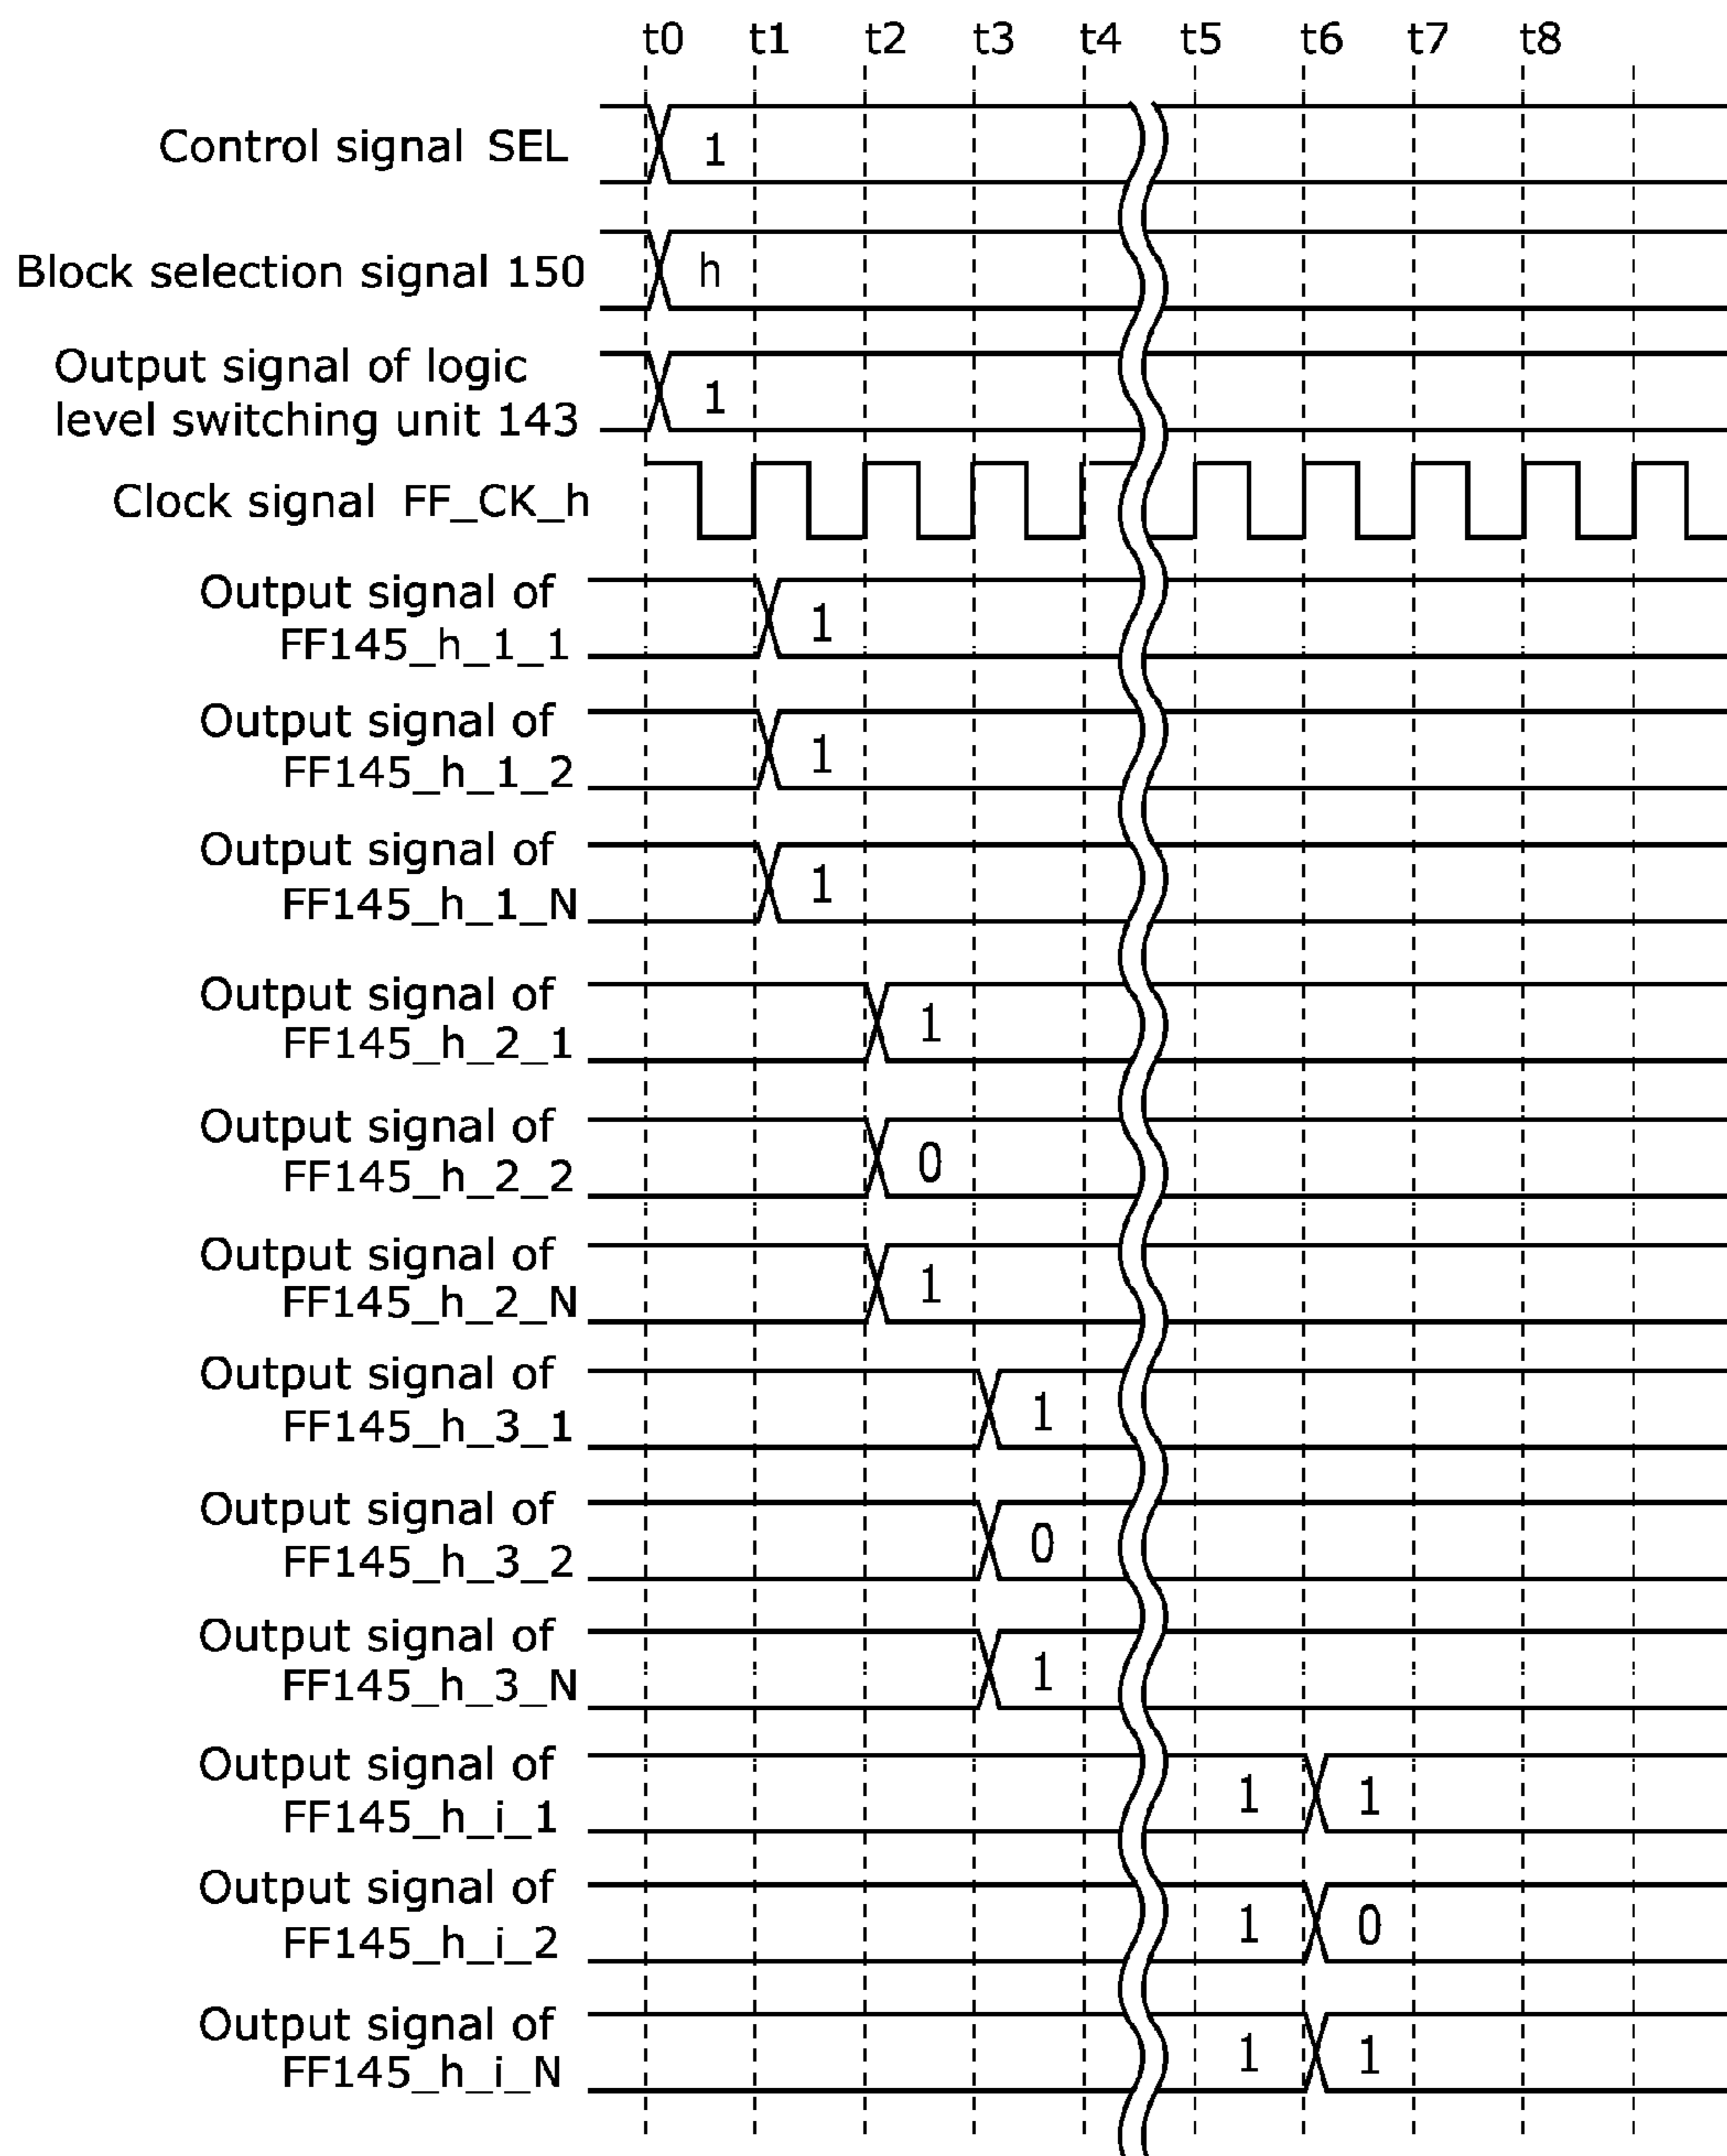 t0 t1 t2 t3 t4 t5 t6 t7 t8
Control signal SEL 1
Block selection signal 150 h
Output signal of logic
level switching unit 143 1
Clock signal FF_CK_h
Output signal of
FF145_h_1_1 1
Output signal of
FF145_h_1_2 1
Output signal of
FF145_h_1_N 1
Output signal of
FF145_h_2_1 1
Output signal of
FF145_h_2_2 0
Output signal of
FF145_h_2_N 1
Output signal of
FF145_h_3_1 1
Output signal of
FF145_h_3_2 0
Output signal of
FF145_h_3_N 1
Output signal of
FF145_h_i_1 1 1
Output signal of
FF145_h_i_2 1 0
Output signal of
FF145_h_i_N 1 1